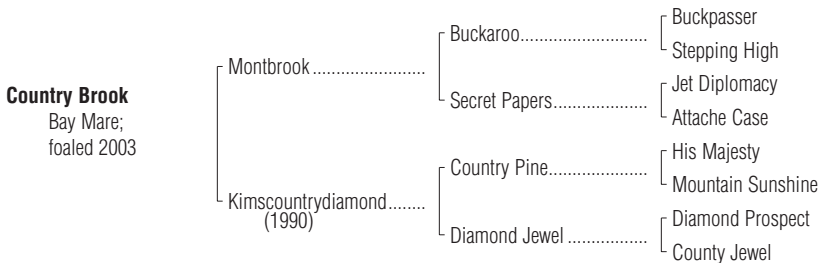 Country Brook
Bay Mare;
foaled 2003
Montbrook ........................
Kimscountrydiamond........
(1990)
Buckaroo...........................
Secret Papers....................
Country Pine.....................
Diamond Jewel .................
Buckpasser
Stepping High
Jet Diplomacy
Attache Case
His Majesty
Mountain Sunshine
Diamond Prospect
County Jewel